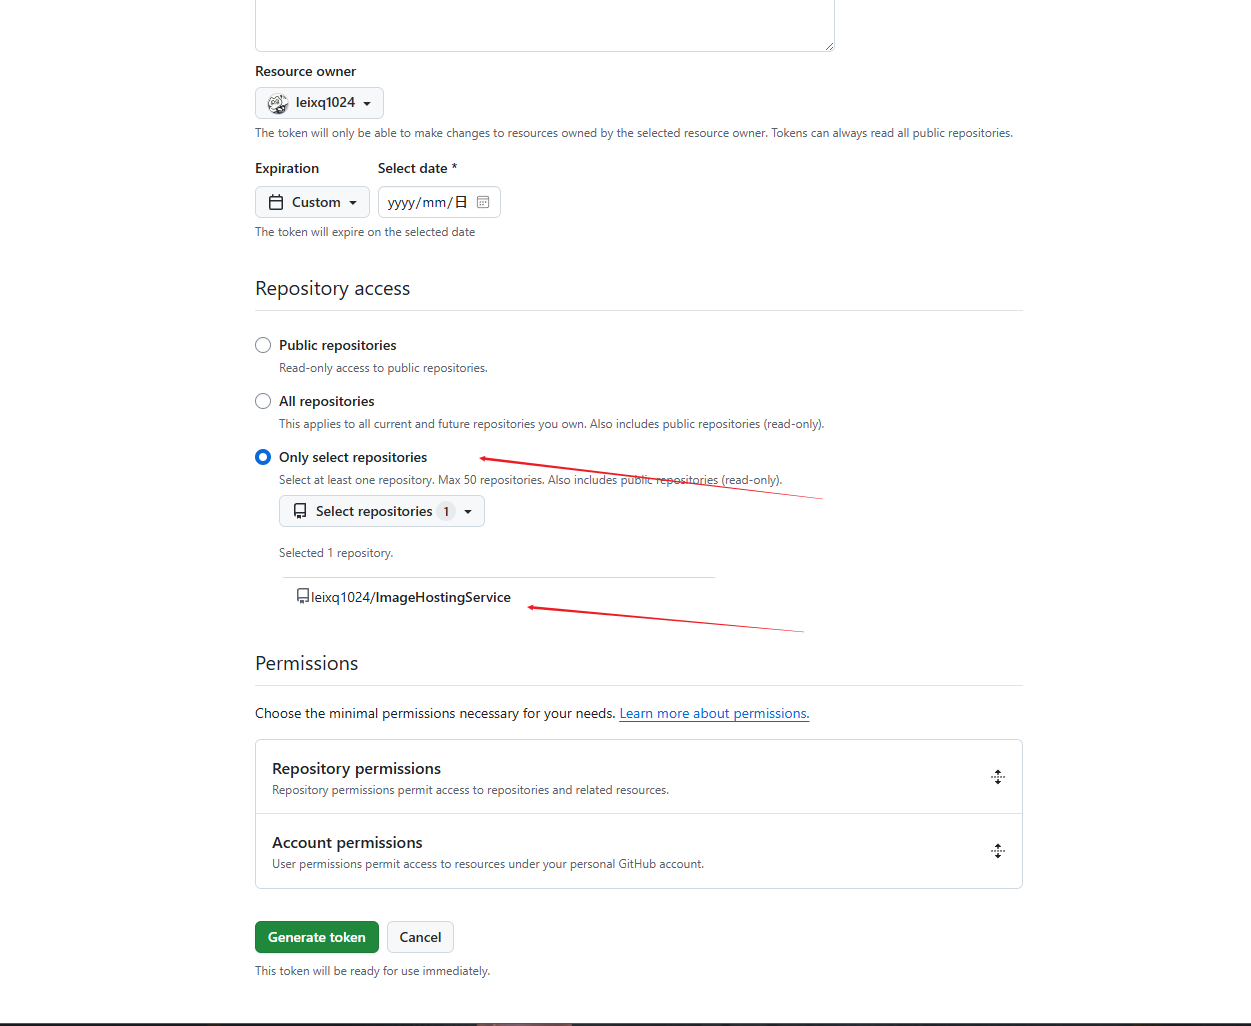 Resource owner
leixq1024
The token will only be able to make changes to resources owned by the selected resource owner. Tokens can always read all public repositories.
Expiration Select date *
Custom yyyy/mm/日
The token will expire on the selected date
Repository access
Public repositories
Read-only access to public repositories.
All repositories
This applies to all current and future repositories you own. Also includes public repositories (read-only).
Only select repositories
Select at least one repository. Max 50 repositories. Also includes public repositories (read-only).
Select repositories 1
Selected 1 repository.
leixq1024/ImageHostingService
Permissions
Choose the minimal permissions necessary for your needs. Learn more about permissions.
Repository permissions
Repository permissions permit access to repositories and related resources.
Account permissions
User permissions permit access to resources under your personal GitHub account.
Generate token Cancel
This token will be ready for use immediately.